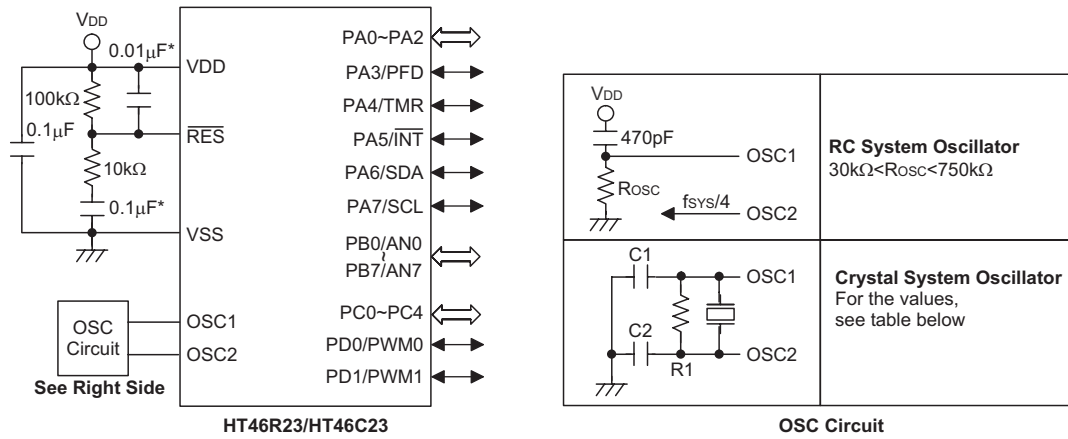 VDD
0.01μF*
100kΩ
0.1μF
10kΩ
0.1μF*
VDD
RES
VSS
OSC1
OSC2
OSC
Circuit
See Right Side
PA0~PA2
PA3/PFD
PA4/TMR
PA5/INT
PA6/SDA
PA7/SCL
PB0/AN0
~
PB7/AN7
PC0~PC4
PD0/PWM0
PD1/PWM1
HT46R23/HT46C23
VDD
470pF
OSC1
ROSC
fSYS/4
OSC2
RC System Oscillator
30kΩ<ROSC<750kΩ
C1
OSC1
C2
R1
OSC2
Crystal System Oscillator
For the values,
see table below
OSC Circuit